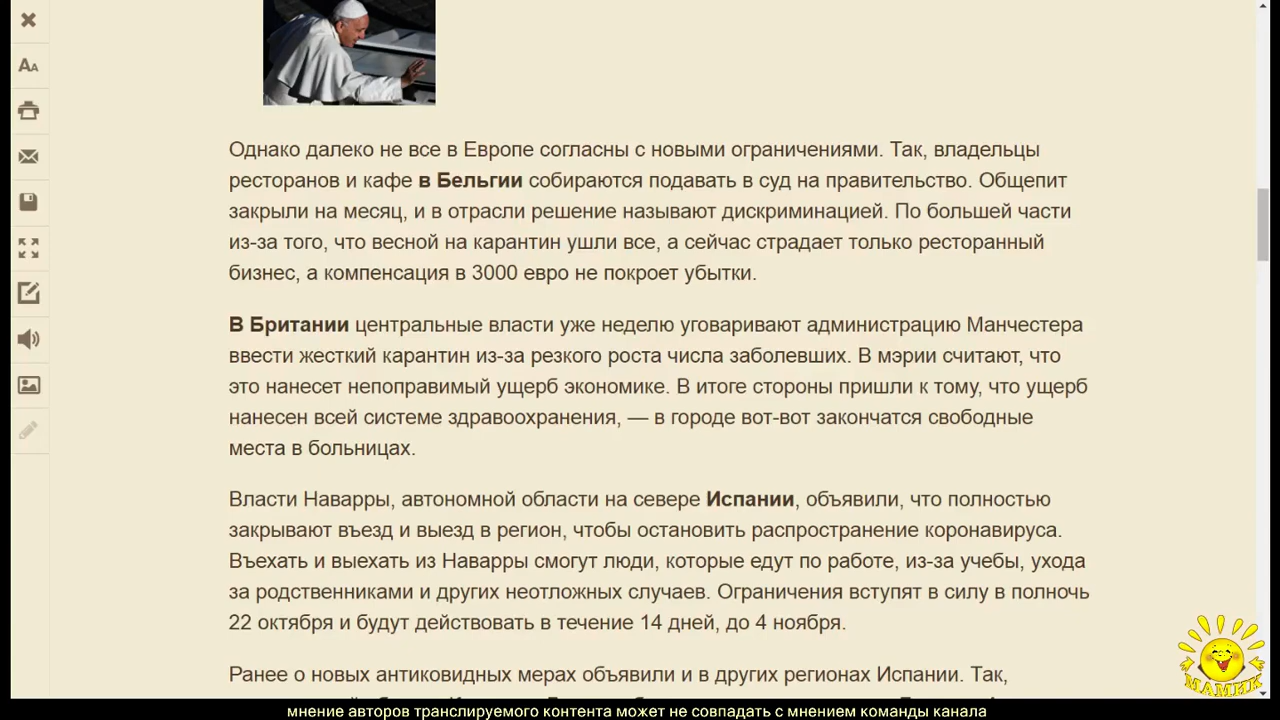 Однако далеко не все в Европе согласны с новыми ограничениями. Так, владельцы
ресторанов и кафе в Бельгии собираются подавать в суд на правительство. Общепит
закрыли на месяц, и в отрасли решение называют дискриминацией. По большей части
из-за того, что весной на карантин ушли все, а сейчас страдает только ресторанный
бизнес, а компенсация в 3000 евро не покроет убытки.
В Британии центральные власти уже неделю уговаривают администрацию Манчестера
ввести жесткий карантин из-за резкого роста числа заболевших. В мэрии считают, что
это нанесет непоправимый ущерб экономике. В итоге стороны пришли к тому, что ущерб
нанесен всей системе здравоохранения, — в городе вот-вот закончатся свободные
места в больницах.
Власти Наварры, автономной области на севере Испании, объявили, что полностью
закрывают въезд и выезд в регион, чтобы остановить распространение коронавируса.
Въехать и выехать из Наварры смогут люди, которые едут по работе, из-за учебы, ухода
за родственниками и других неотложных случаев. Ограничения вступят в силу в полночь
22 октября и будут действовать в течение 14 дней, до 4 ноября.
Ранее о новых антиковидных мерах объявили и в других регионах Испании. Так,
МАМИК
мнение авторов транслируемого контента может не совпадать с мнением команды канала